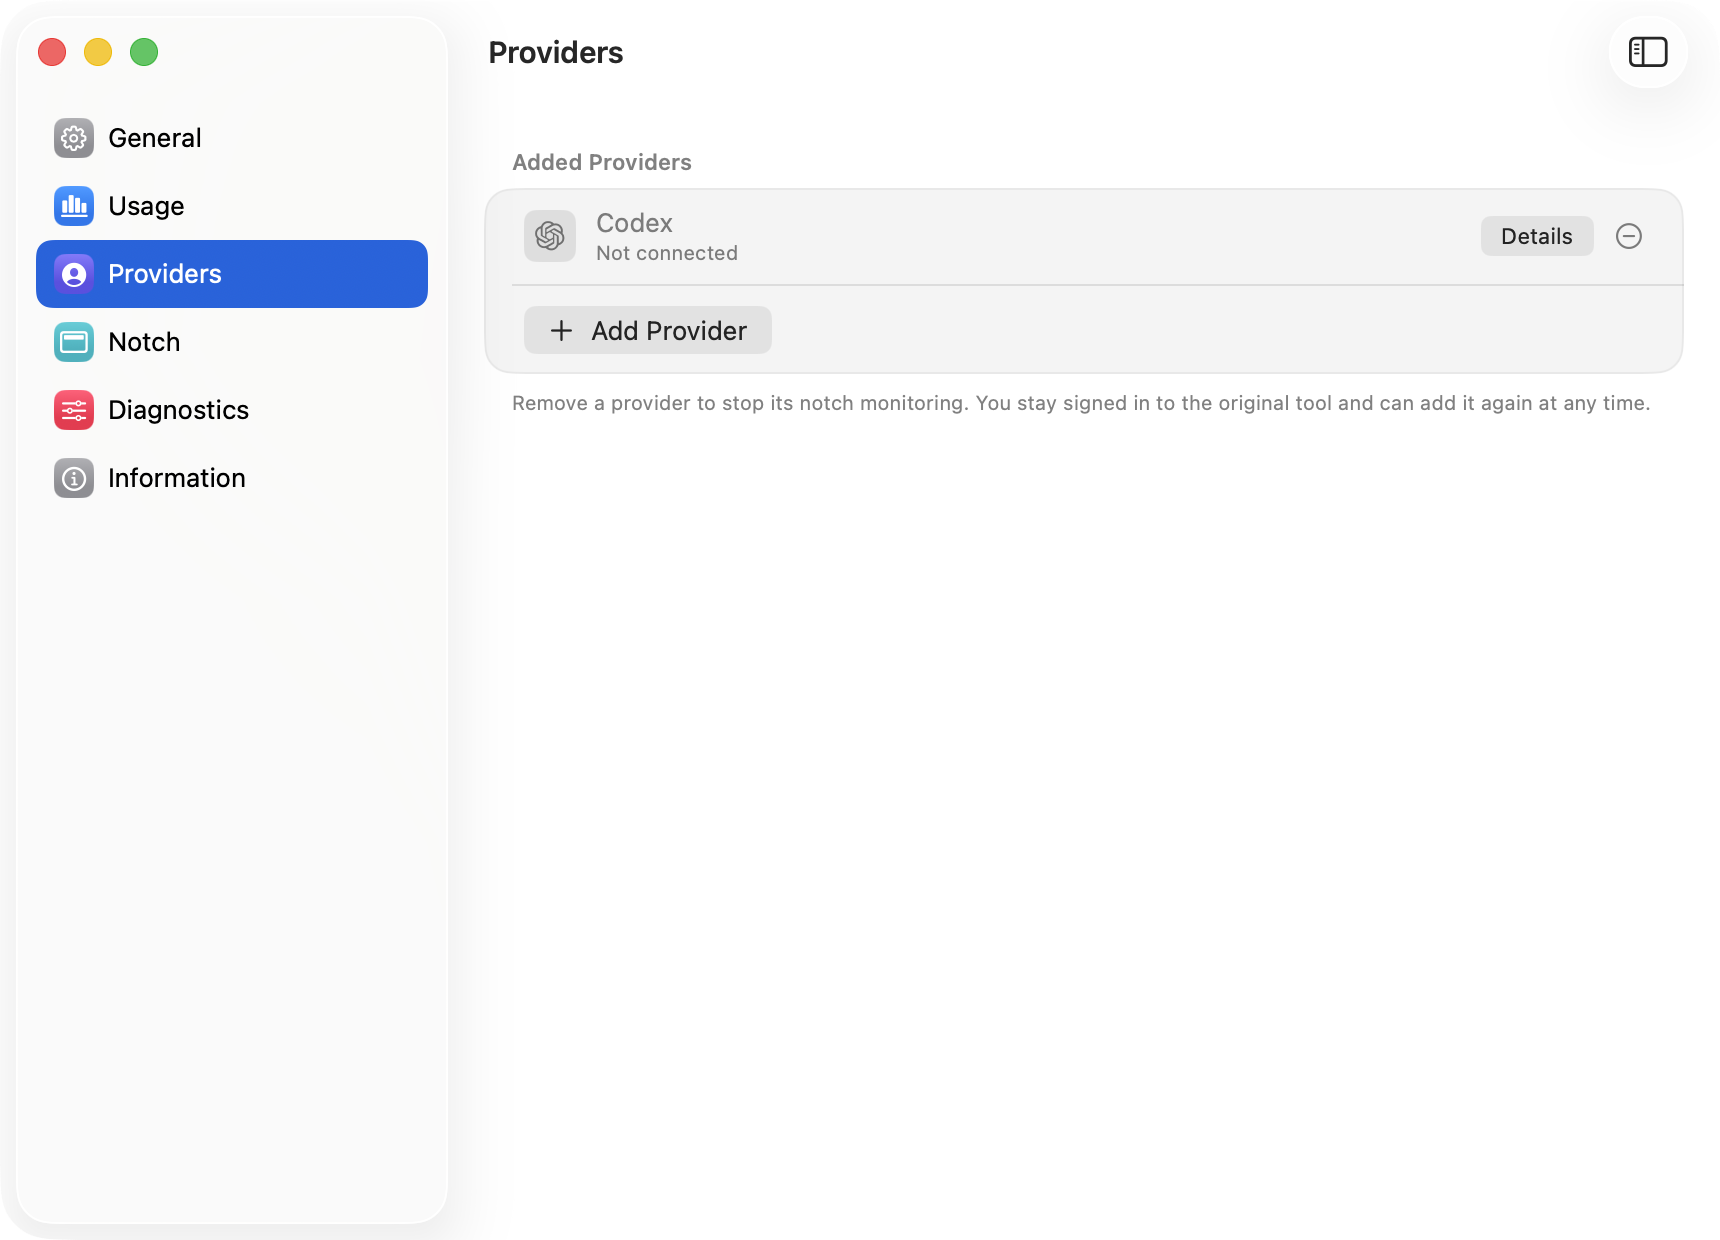 Providers
General
Usage
Providers
Notch
Diagnostics
Information
Added Providers
Codex
Not connected
Details
Add Provider
Remove a provider to stop its notch monitoring. You stay signed in to the original tool and can add it again at any time.